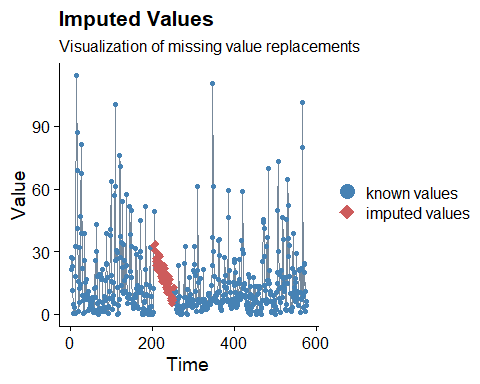 Imputed Values
Visualization of missing value replacements
Value
90
60
30
0
0
200
400
600
Time
known values
imputed values